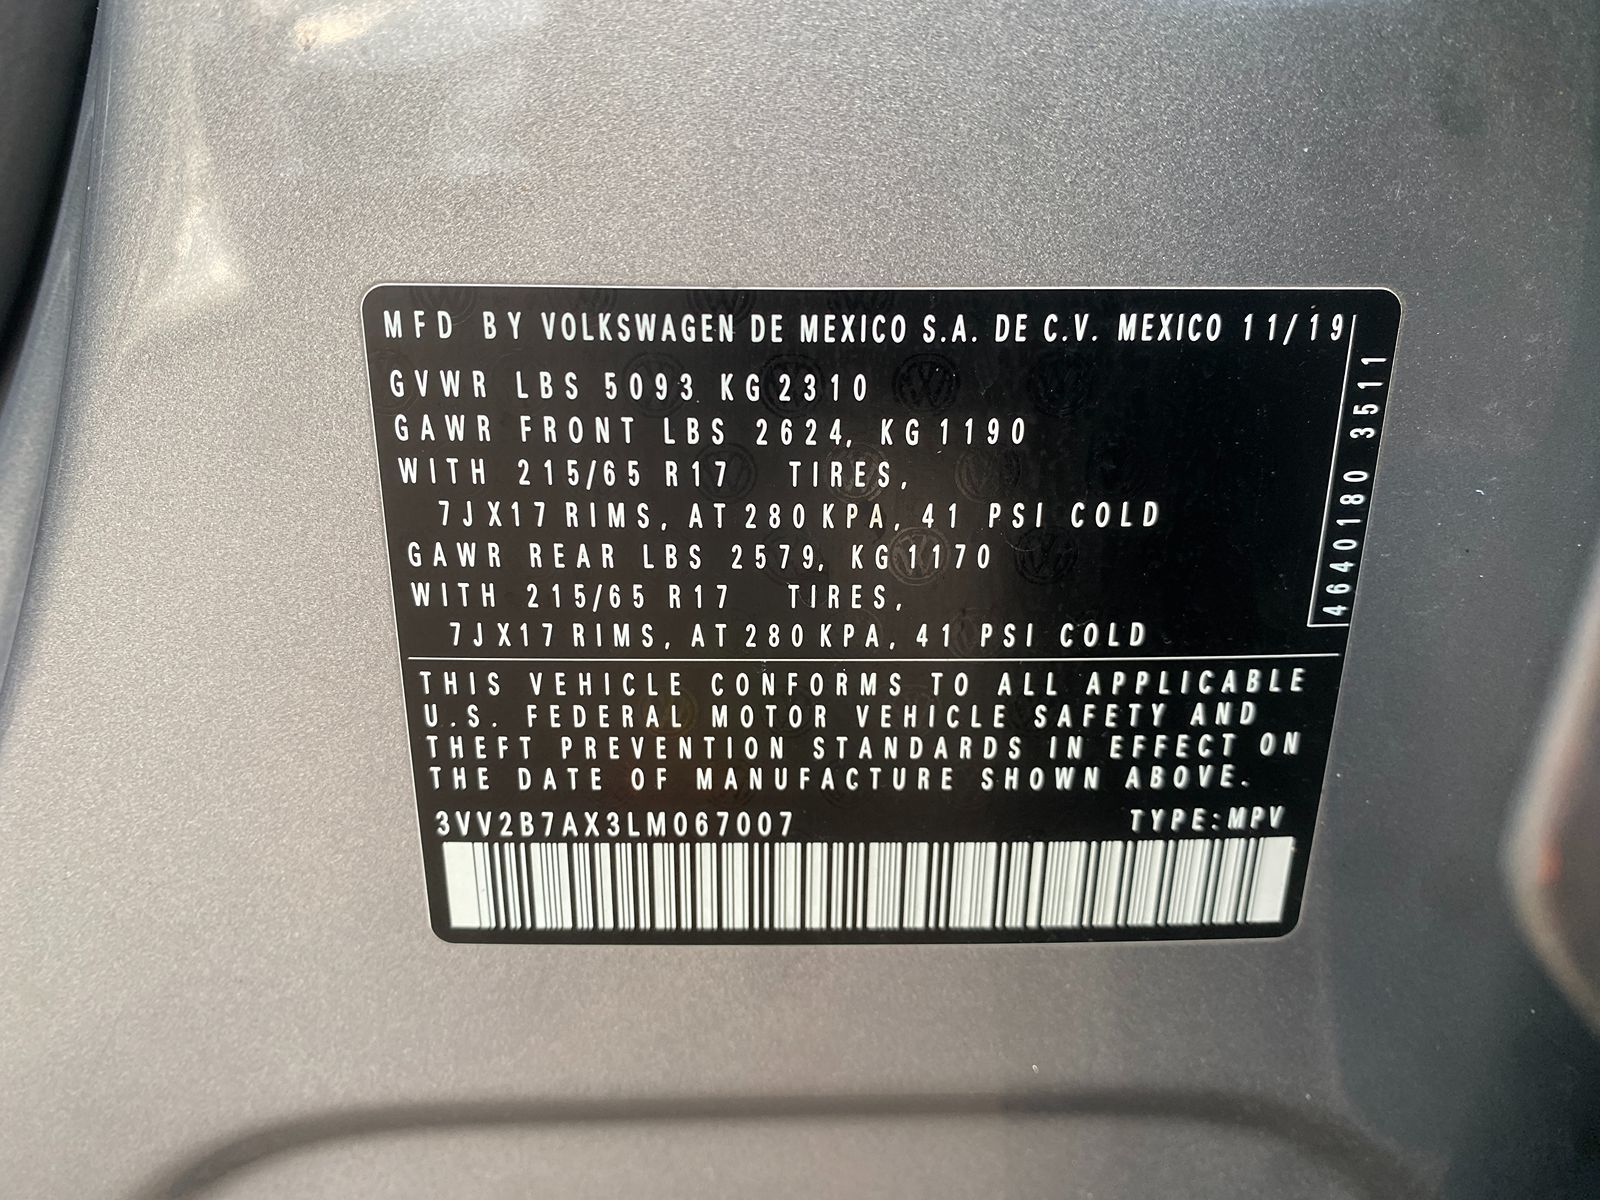 MFD BY VOLKSWAGEN DE MEXICO S.A. DE C.V. MEXICO 11/19
GVWR LBS 5093 KG 2310
GAWR FRONT LBS 2624, KG 1190
WITH 215/65 R17 TIRES,
7JX17 RIMS, AT 280 KPA, 41 PSI COLD
GAWR REAR LBS 2579, KG 1170
WITH 215/65 R17 TIRES,
7JX17 RIMS, AT 280 KPA, 41 PSI COLD
4640180 3511
THIS VEHICLE CONFORMS TO ALL APPLICABLE
U.S. FEDERAL MOTOR VEHICLE SAFETY AND
THEFT PREVENTION STANDARDS IN EFFECT ON
THE DATE OF MANUFACTURE SHOWN ABOVE.
3VV2B7AX3LM067007 TYPE:MPV